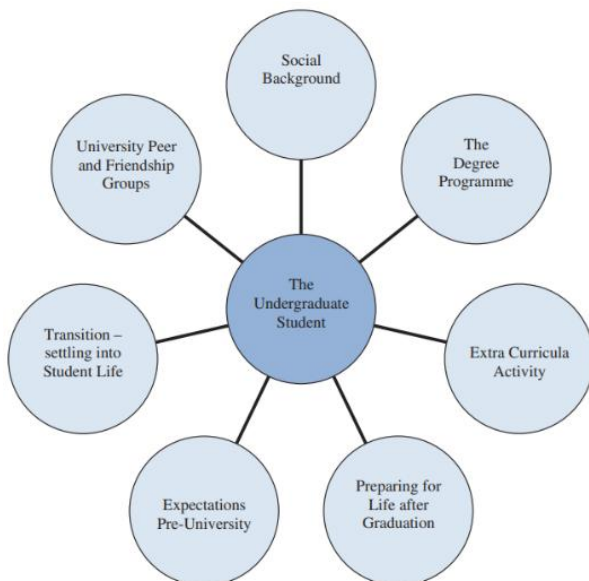 Social
Background
The
Degree
Programme
Extra Curricula
Activity
Preparing for
Life after
Graduation
Expectations
Pre-University
Transition –
settling into
Student Life
University Peer
and Friendship
Groups
The
Undergraduate
Student